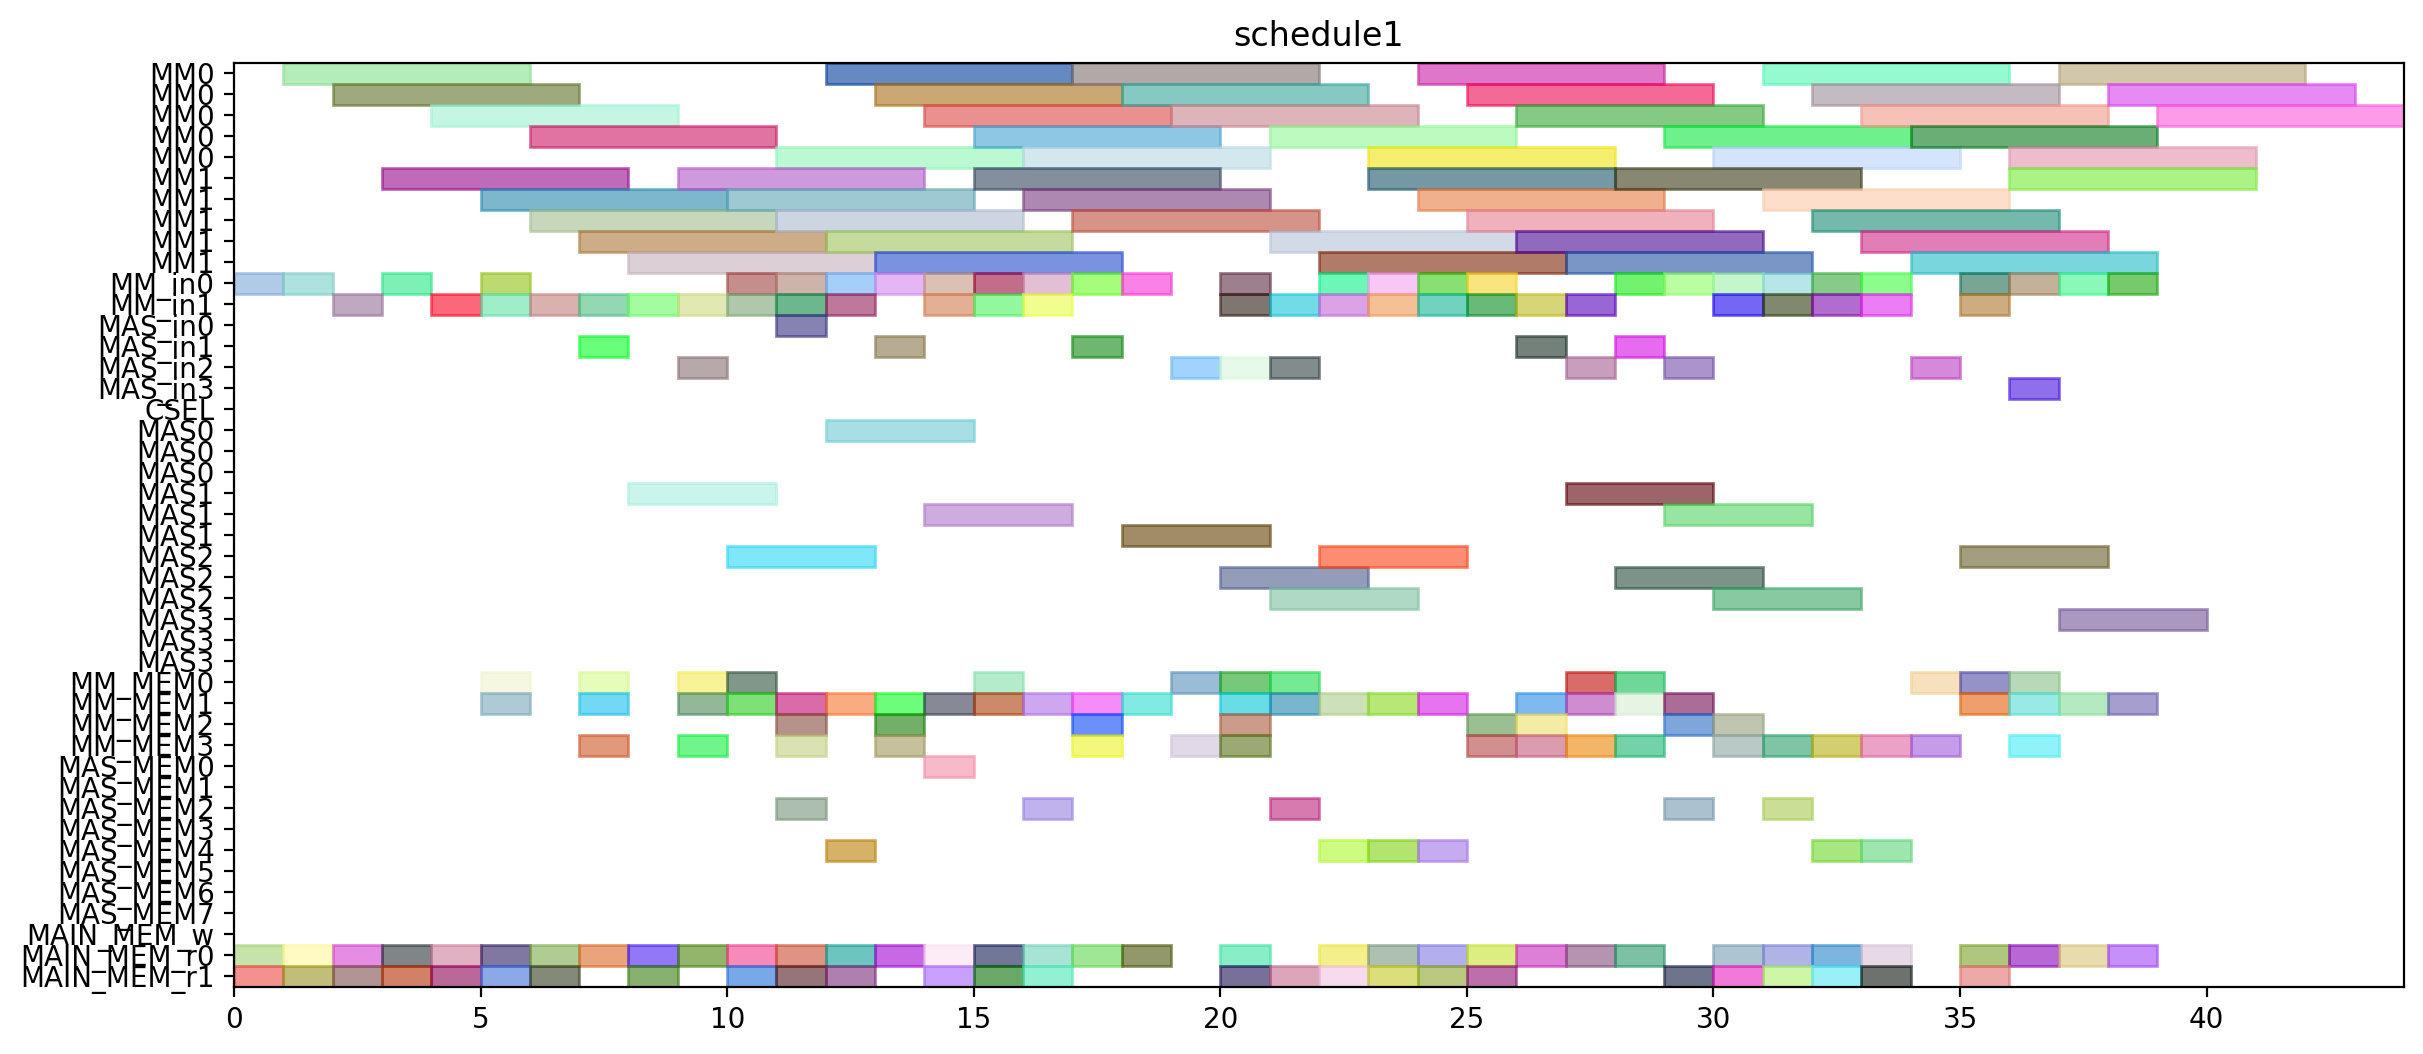 schedule1
MM0
MM0
MM0
MM0
MM0
MM1
MM1
MM1
MM1
MM1
MM_in0
MM_in1
MAS_in0
MAS_in1
MAS_in2
MAS_in3
CSEL
MAS0
MAS0
MAS0
MAS1
MAS1
MAS1
MAS2
MAS2
MAS2
MAS3
MAS3
MAS3
MM_MEM0
MM_MEM1
MM_MEM2
MM_MEM3
MAS_MEM0
MAS_MEM1
MAS_MEM2
MAS_MEM3
MAS_MEM4
MAS_MEM5
MAS_MEM6
MAS_MEM7
MAIN_MEM_w
MAIN_MEM_r0
MAIN_MEM_r1
0 5 10 15 20 25 30 35 40